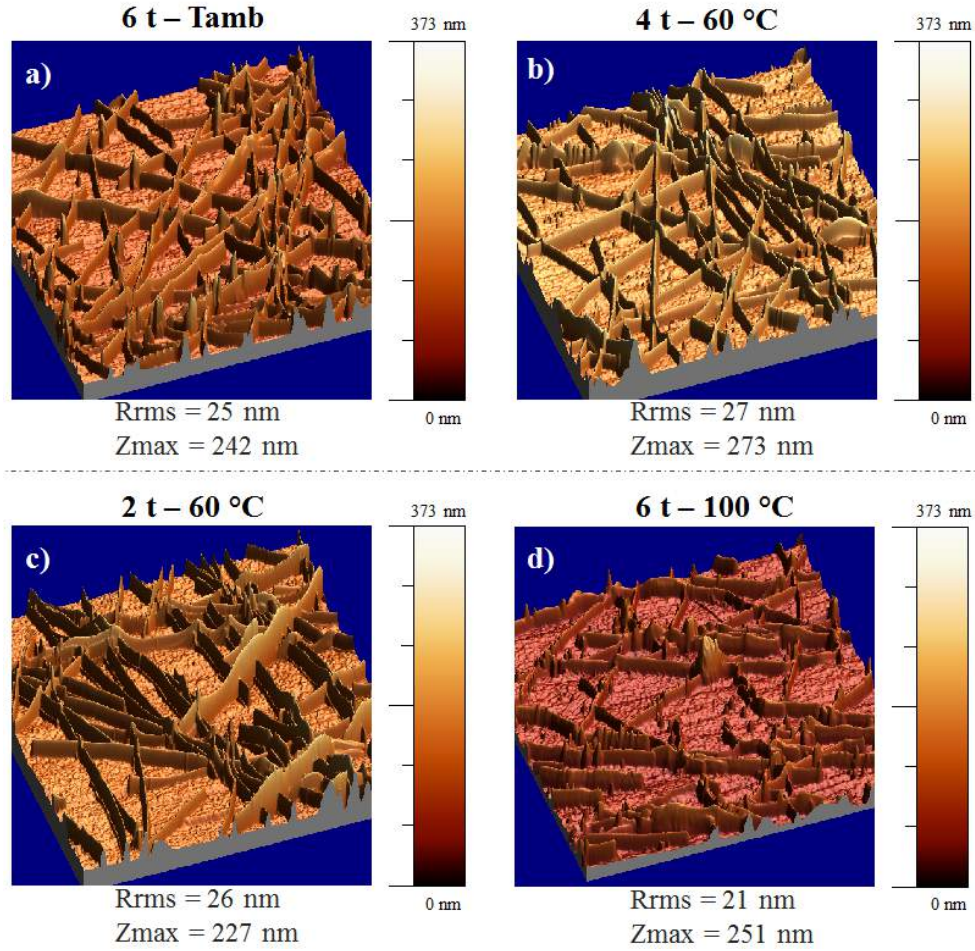 6 t – Tamb
373 nm
a)
0 nm
Rrms = 25 nm
Zmax = 242 nm
4 t – 60 °C
373 nm
b)
0 nm
Rrms = 27 nm
Zmax = 273 nm
2 t – 60 °C
373 nm
c)
0 nm
Rrms = 26 nm
Zmax = 227 nm
6 t – 100 °C
373 nm
d)
0 nm
Rrms = 21 nm
Zmax = 251 nm